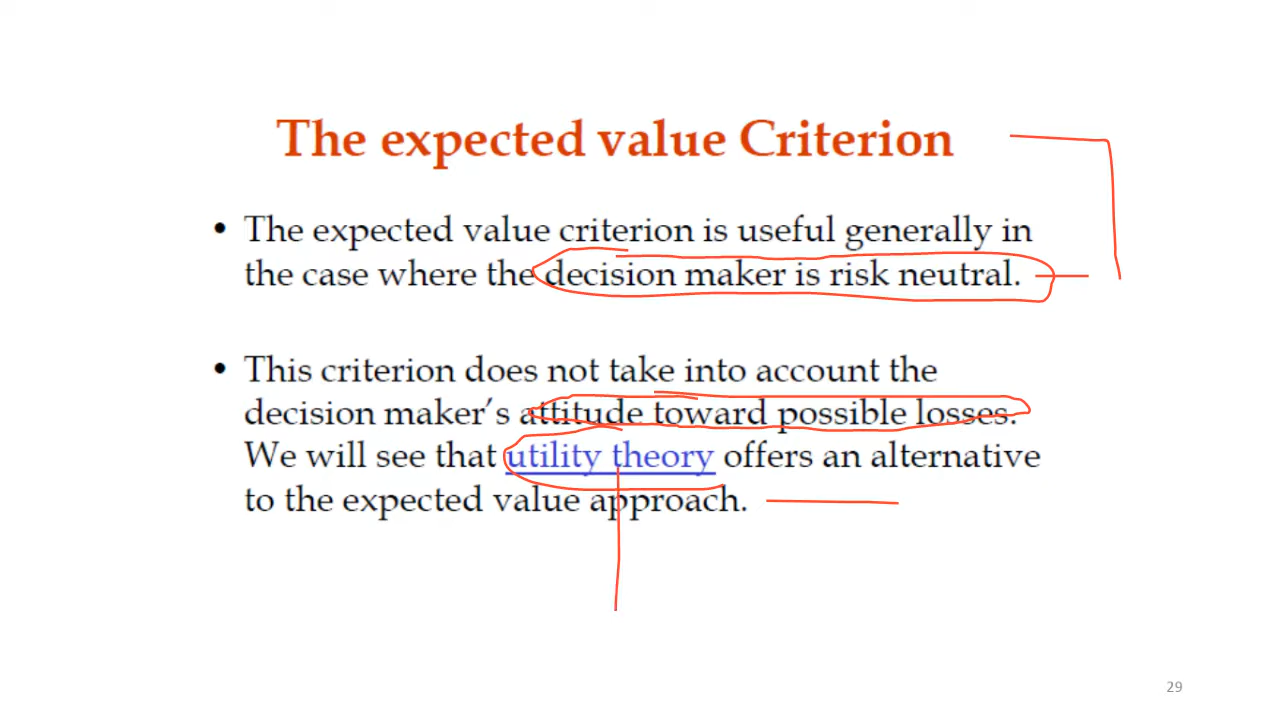 The expected value Criterion
• The expected value criterion is useful generally in
the case where the decision maker is risk neutral.
• This criterion does not take into account the
decision maker's attitude toward possible losses.
We will see that utility theory offers an alternative
to the expected value approach.
29